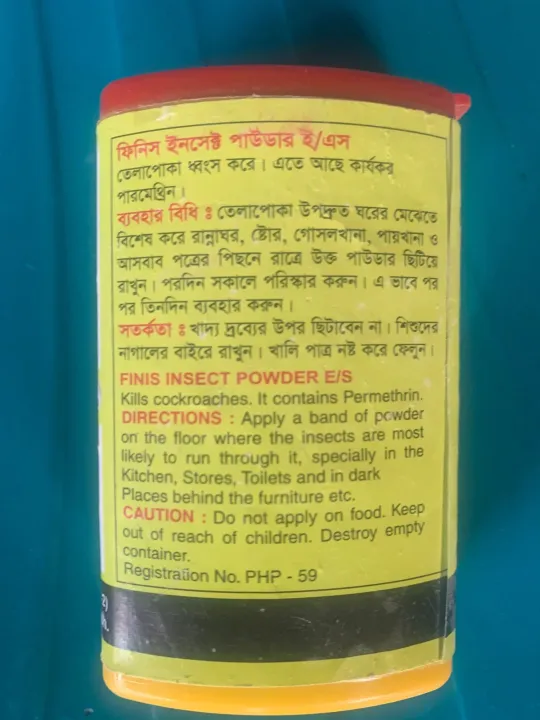 ফিনিস ইনসেক্ট পাউডার ই/এস
তেলাপোকা ধ্বংস করে। এতে আছে কার্যকর
পারমেথ্রিন।
ব্যবহার বিধি ঃ তেলাপোকা উপদ্রুত ঘরের মেঝেতে
বিশেষ করে রান্নাঘর, ষ্টোর, গোসলখানা, পায়খানা ও
আসবাব পত্রের পিছনে রাত্রে উক্ত পাউডার ছিটিয়ে
রাখুন। পরদিন সকালে পরিস্কার করুন। এ ভাবে পর
পর তিনদিন ব্যবহার করুন।
সতর্কতা ঃ খাদ্য দ্রব্যের উপর ছিটাবেন না। শিশুদের
নাগালের বাইরে রাখুন। খালি পাত্র নষ্ট করে ফেলুন।
FINIS INSECT POWDER E/S
Kills cockroaches. It contains Permethrin.
DIRECTIONS : Apply a band of powder
on the floor where the insects are most
likely to run through it, specially in the
Kitchen, Stores, Toilets and in dark
Places behind the furniture etc.
CAUTION : Do not apply on food. Keep
out of reach of children. Destroy empty
container.
Registration No. PHP - 59